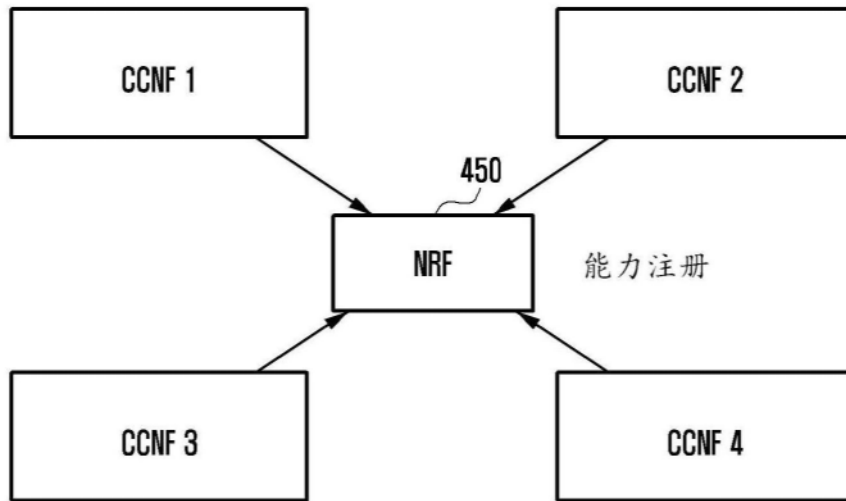 CCNF 1
CCNF 2
450
NRF
能力注册
CCNF 3
CCNF 4